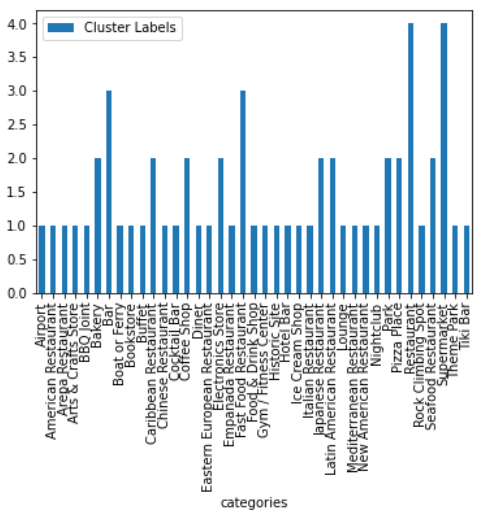 4.0
3.5
3.0
2.5
2.0
1.5
1.0
0.5
0.0
Cluster Labels
Airport
American Restaurant
Arepa Restaurant
Arts & Crafts Store
BBQ Joint
Bakery
Bar
Boat or Ferry
Bookstore
Buffet
Caribbean Restaurant
Chinese Restaurant
Cocktail Bar
Coffee Shop
Diner
Eastern European Restaurant
Electronics Store
Empanada Restaurant
Fast Food Restaurant
Food & Drink Shop
Gym / Fitness Center
Historic Site
Hotel Bar
Ice Cream Shop
Italian Restaurant
Japanese Restaurant
Latin American Restaurant
Lounge
Mediterranean Restaurant
New American Restaurant
Nightclub
Park
Pizza Place
Restaurant
Rock Climbing Spot
Seafood Restaurant
Supermarket
Theme Park
Tiki Bar
categories